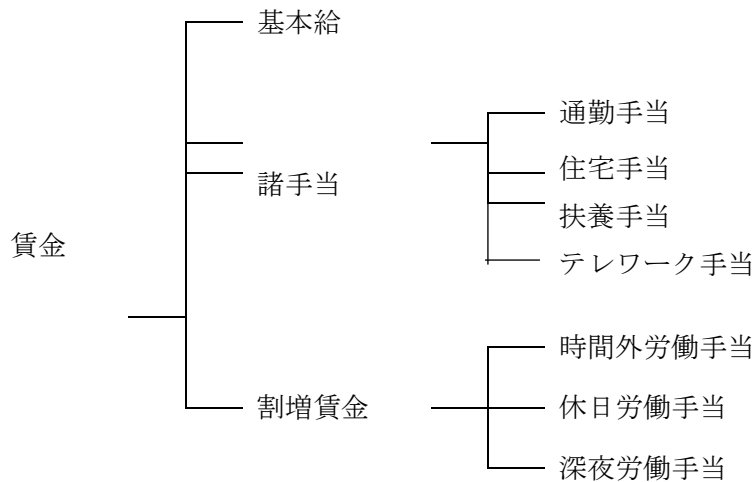 基本給
通勤手当
住宅手当
諸手当
扶養手当
賃金
テレワーク手当
時間外労働手当
割増賃金
休日労働手当
深夜労働手当